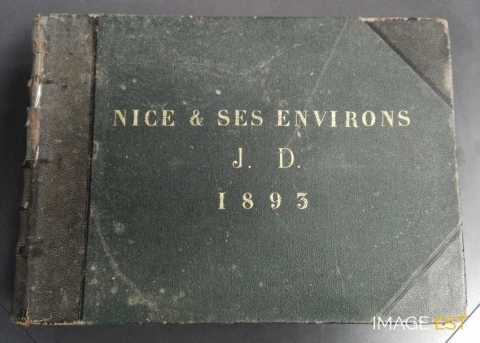 NICE & SES ENVIRONS
J. D.
1893
IMAGE'EST